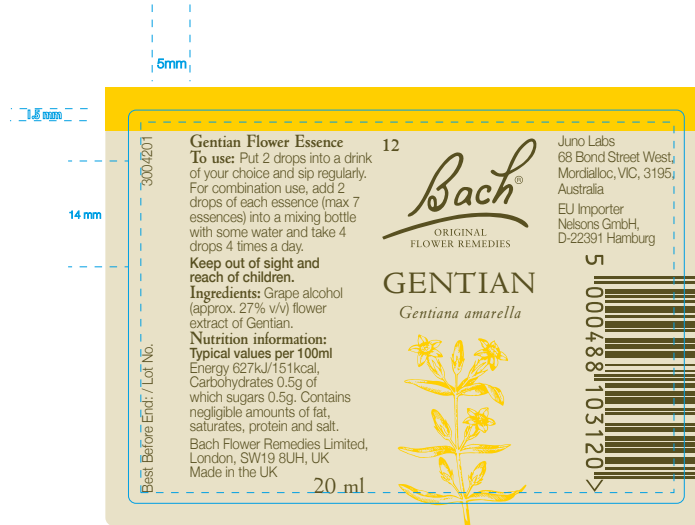 5mm
1.5 mm
14 mm
3004201
Best Before End: / Lot No.
Gentian Flower Essence
To use: Put 2 drops into a drink
of your choice and sip regularly.
For combination use, add 2
drops of each essence (max 7
essences) into a mixing bottle
with some water and take 4
drops 4 times a day.
Keep out of sight and
reach of children.
Ingredients: Grape alcohol
(approx. 27% v/v) flower
extract of Gentian.
Nutrition information:
Typical values per 100ml
Energy 627kJ/151kcal,
Carbohydrates 0.5g of
which sugars 0.5g. Contains
negligible amounts of fat,
saturates, protein and salt.
Bach Flower Remedies Limited,
London, SW19 8UH, UK
Made in the UK
20 ml
12
Bach®
ORIGINAL
FLOWER REMEDIES
GENTIAN
Gentiana amarella
Juno Labs
68 Bond Street West,
Mordialloc, VIC, 3195,
Australia
EU Importer
Nelsons GmbH,
D-22391 Hamburg
5 000488 103120 >